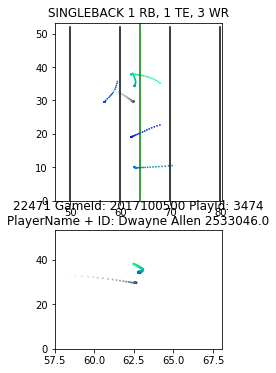 SINGLEBACK 1 RB, 1 TE, 3 WR
50
40
30
20
10
0
50 60 70 80
22471 GameId: 2017100500 PlayId: 3474
PlayerName + ID: Dwayne Allen 2533046.0
40
20
0
57.5 60.0 62.5 65.0 67.5